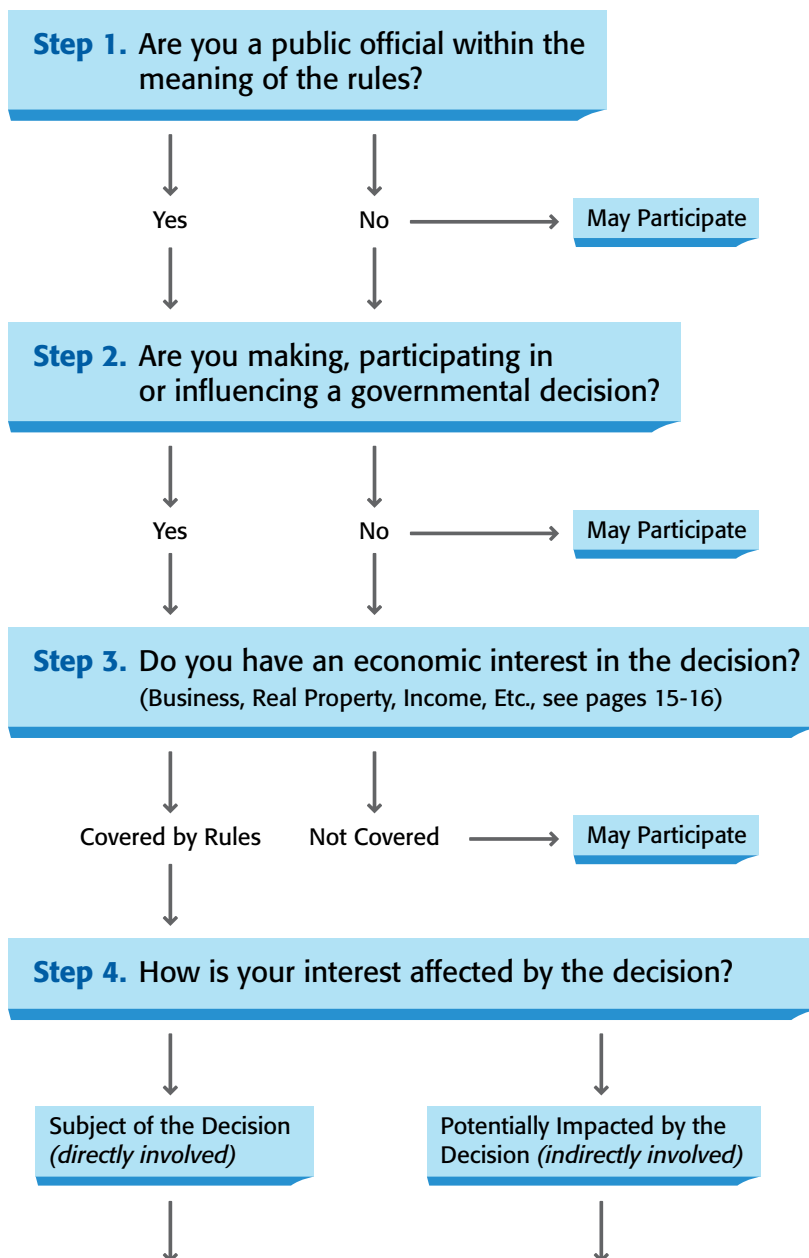 Step 1. Are you a public official within the
meaning of the rules?
Yes
No
May Participate
Step 2. Are you making, participating in
or influencing a governmental decision?
Yes
No
May Participate
Step 3. Do you have an economic interest in the decision?
(Business, Real Property, Income, Etc., see pages 15-16)
Covered by Rules
Not Covered
May Participate
Step 4. How is your interest affected by the decision?
Subject of the Decision
(directly involved)
Potentially Impacted by the
Decision (indirectly involved)